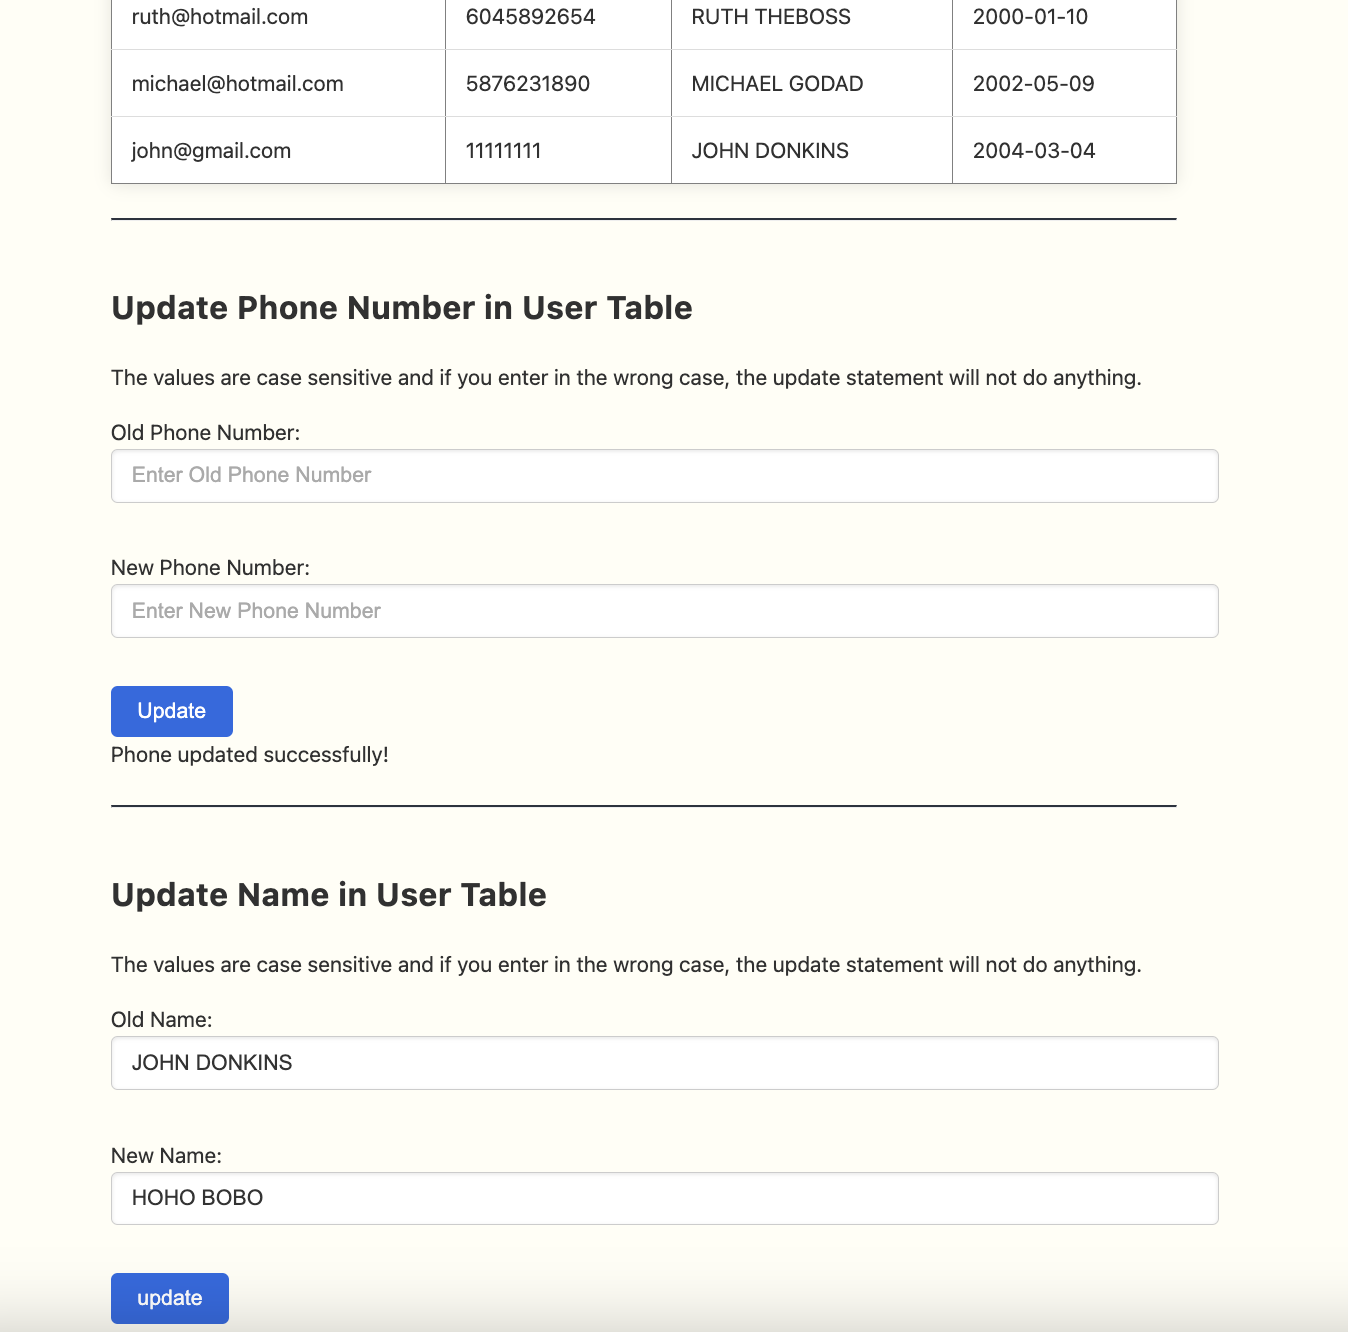 ruth@hotmail.com 6045892654 RUTH THEBOSS 2000-01-10
michael@hotmail.com 5876231890 MICHAEL GODAD 2002-05-09
john@gmail.com 11111111 JOHN DONKINS 2004-03-04
Update Phone Number in User Table
The values are case sensitive and if you enter in the wrong case, the update statement will not do anything.
Old Phone Number:
Enter Old Phone Number
New Phone Number:
Enter New Phone Number
Update
Phone updated successfully!
Update Name in User Table
The values are case sensitive and if you enter in the wrong case, the update statement will not do anything.
Old Name:
JOHN DONKINS
New Name:
HOHO BOBO
update